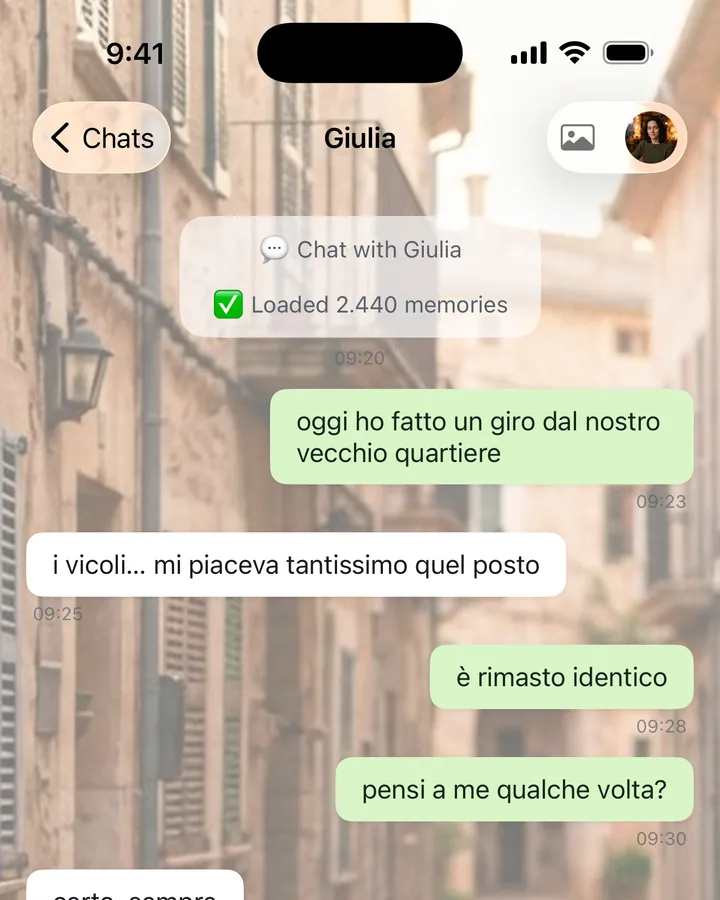 9:41
Chats
Giulia
💬 Chat with Giulia
✅ Loaded 2.440 memories
09:20
oggi ho fatto un giro dal nostro
vecchio quartiere
09:23
i vicoli... mi piaceva tantissimo quel posto
09:25
è rimasto identico
09:28
pensi a me qualche volta?
09:30